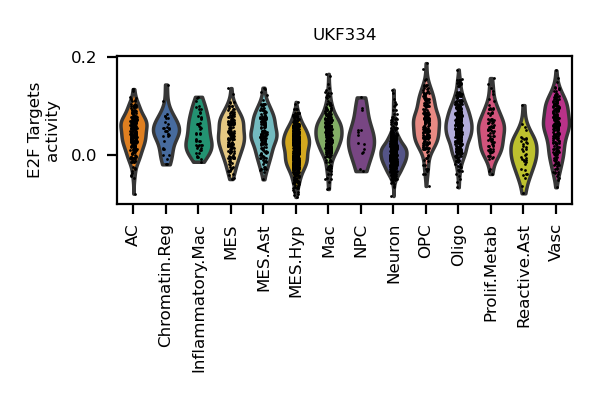 UKF334
E2F Targets
activity
0.2
0.0
AC
Chromatin.Reg
Inflammatory.Mac
MES
MES.Ast
MES.Hyp
Mac
NPC
Neuron
OPC
Oligo
Prolif.Metab
Reactive.Ast
Vasc